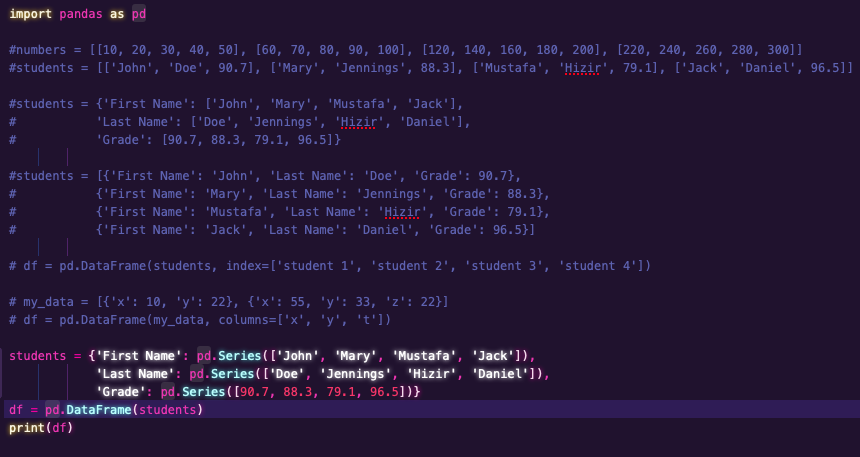 import pandas as pd
#numbers = [[10, 20, 30, 40, 50], [60, 70, 80, 90, 100], [120, 140, 160, 180, 200], [220, 240, 260, 280, 300]]
#students = [['John', 'Doe', 90.7], ['Mary', 'Jennings', 88.3], ['Mustafa', 'Hizir', 79.1], ['Jack', 'Daniel', 96.5]]
#students = {'First Name': ['John', 'Mary', 'Mustafa', 'Jack'],
#           'Last Name': ['Doe', 'Jennings', 'Hizir', 'Daniel'],
#           'Grade': [90.7, 88.3, 79.1, 96.5]}
#students = [{'First Name': 'John', 'Last Name': 'Doe', 'Grade': 90.7},
#           {'First Name': 'Mary', 'Last Name': 'Jennings', 'Grade': 88.3},
#           {'First Name': 'Mustafa', 'Last Name': 'Hizir', 'Grade': 79.1},
#           {'First Name': 'Jack', 'Last Name': 'Daniel', 'Grade': 96.5}]
# df = pd.DataFrame(students, index=['student 1', 'student 2', 'student 3', 'student 4'])
# my_data = [{'x': 10, 'y': 22}, {'x': 55, 'y': 33, 'z': 22}]
# df = pd.DataFrame(my_data, columns=['x', 'y', 't'])
students = {'First Name': pd.Series(['John', 'Mary', 'Mustafa', 'Jack']),
            'Last Name': pd.Series(['Doe', 'Jennings', 'Hizir', 'Daniel']),
            'Grade': pd.Series([90.7, 88.3, 79.1, 96.5])}
df = pd.DataFrame(students)
print(df)